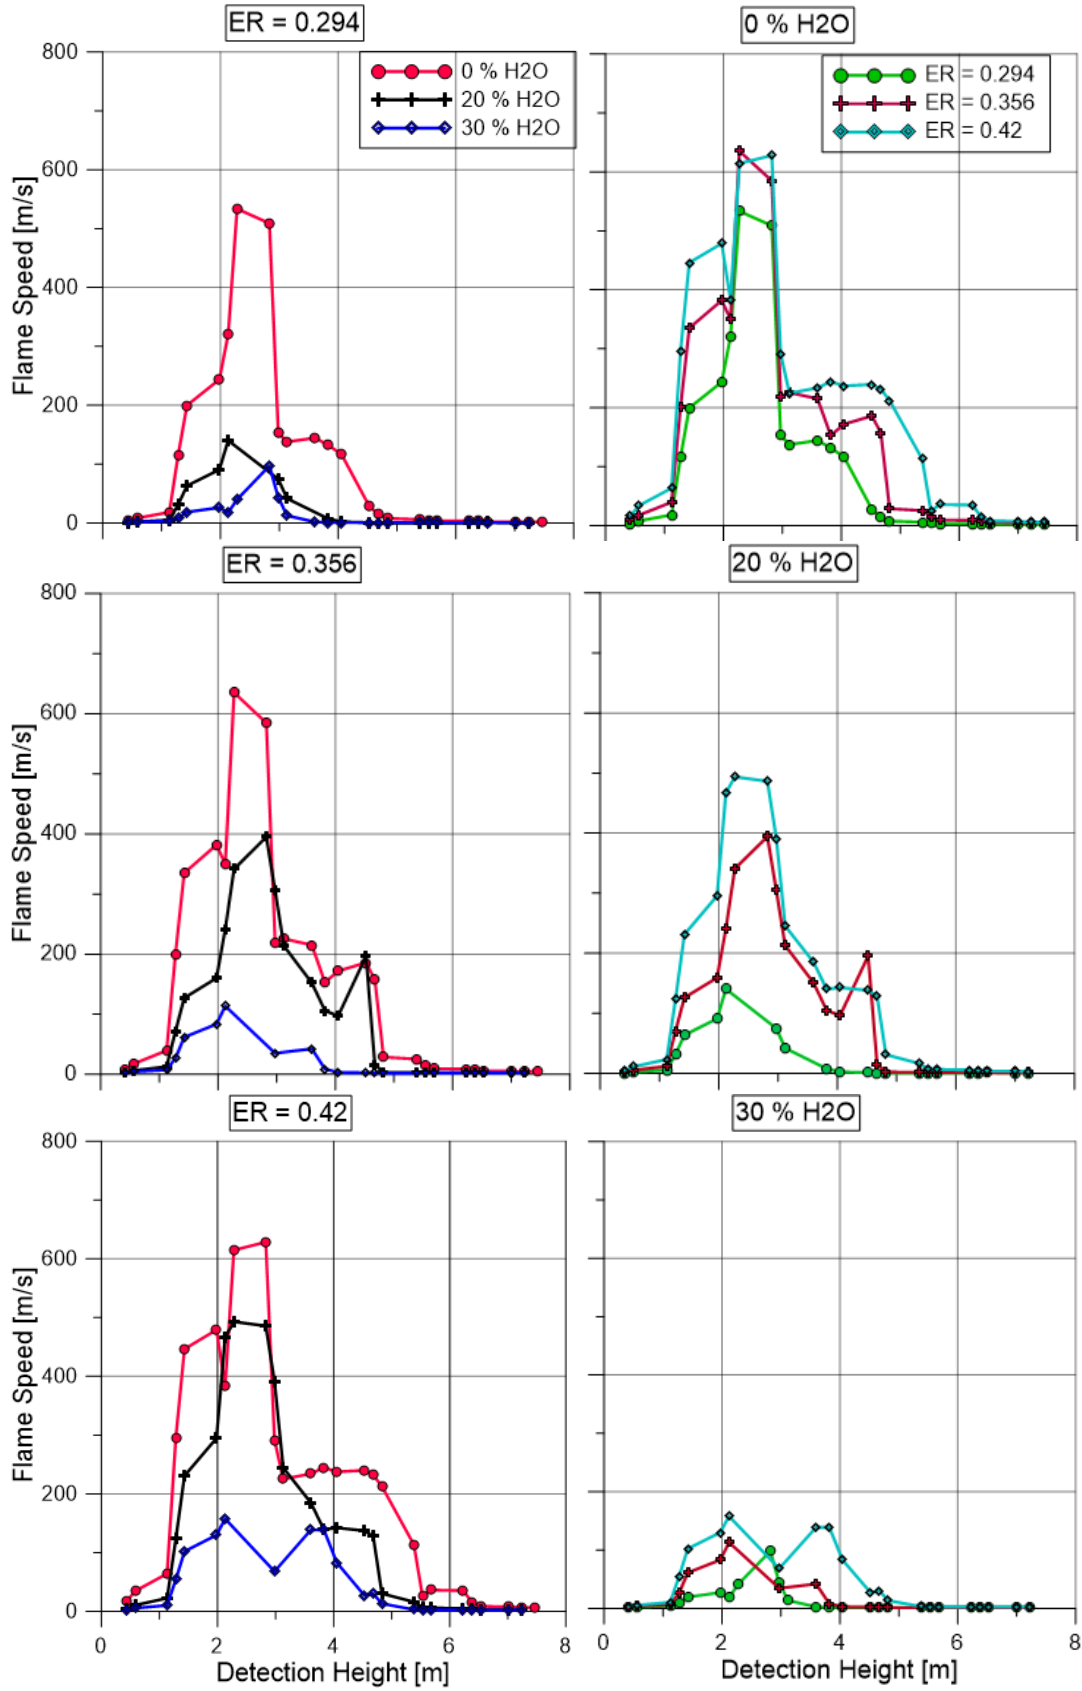 ER = 0.294
0 % H2O
800
600
400
200
0
Flame Speed [m/s]
0 % H2O
20 % H2O
30 % H2O
ER = 0.294
ER = 0.356
ER = 0.42
ER = 0.356
20 % H2O
800
600
400
200
0
Flame Speed [m/s]
ER = 0.42
30 % H2O
800
600
400
200
0
Flame Speed [m/s]
0 2 4 6 8
Detection Height [m]
0 2 4 6 8
Detection Height [m]